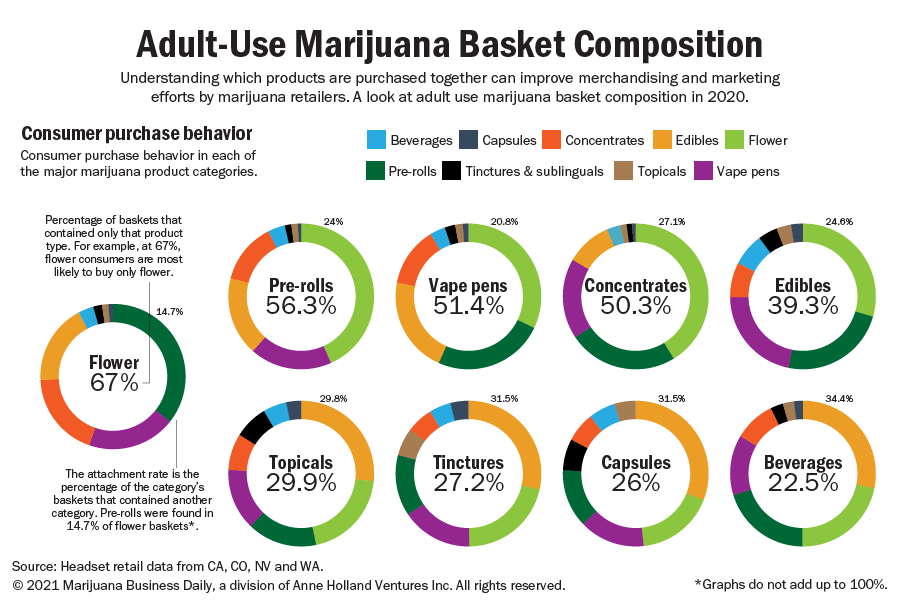 Adult-Use Marijuana Basket Composition
Understanding which products are purchased together can improve merchandising and marketing
efforts by marijuana retailers. A look at adult use marijuana basket composition in 2020.
Consumer purchase behavior
Consumer purchase behavior in each of
the major marijuana product categories.
Beverages Capsules Concentrates Edibles Flower
Pre-rolls Tinctures & sublinguals Topicals Vape pens
Percentage of baskets that
contained only that product
type. For example, at 67%,
flower consumers are most
likely to buy only flower.
14.7%
Flower
67%
The attachment rate is the
percentage of the category's
baskets that contained another
category. Pre-rolls were found in
14.7% of flower baskets*.
24%
Pre-rolls
56.3%
20.8%
Vape pens
51.4%
27.1%
Concentrates
50.3%
24.6%
Edibles
39.3%
29.8%
Topicals
29.9%
31.5%
Tinctures
27.2%
31.5%
Capsules
26%
34.4%
Beverages
22.5%
Source: Headset retail data from CA, CO, NV and WA.
© 2021 Marijuana Business Daily, a division of Anne Holland Ventures Inc. All rights reserved.
*Graphs do not add up to 100%.